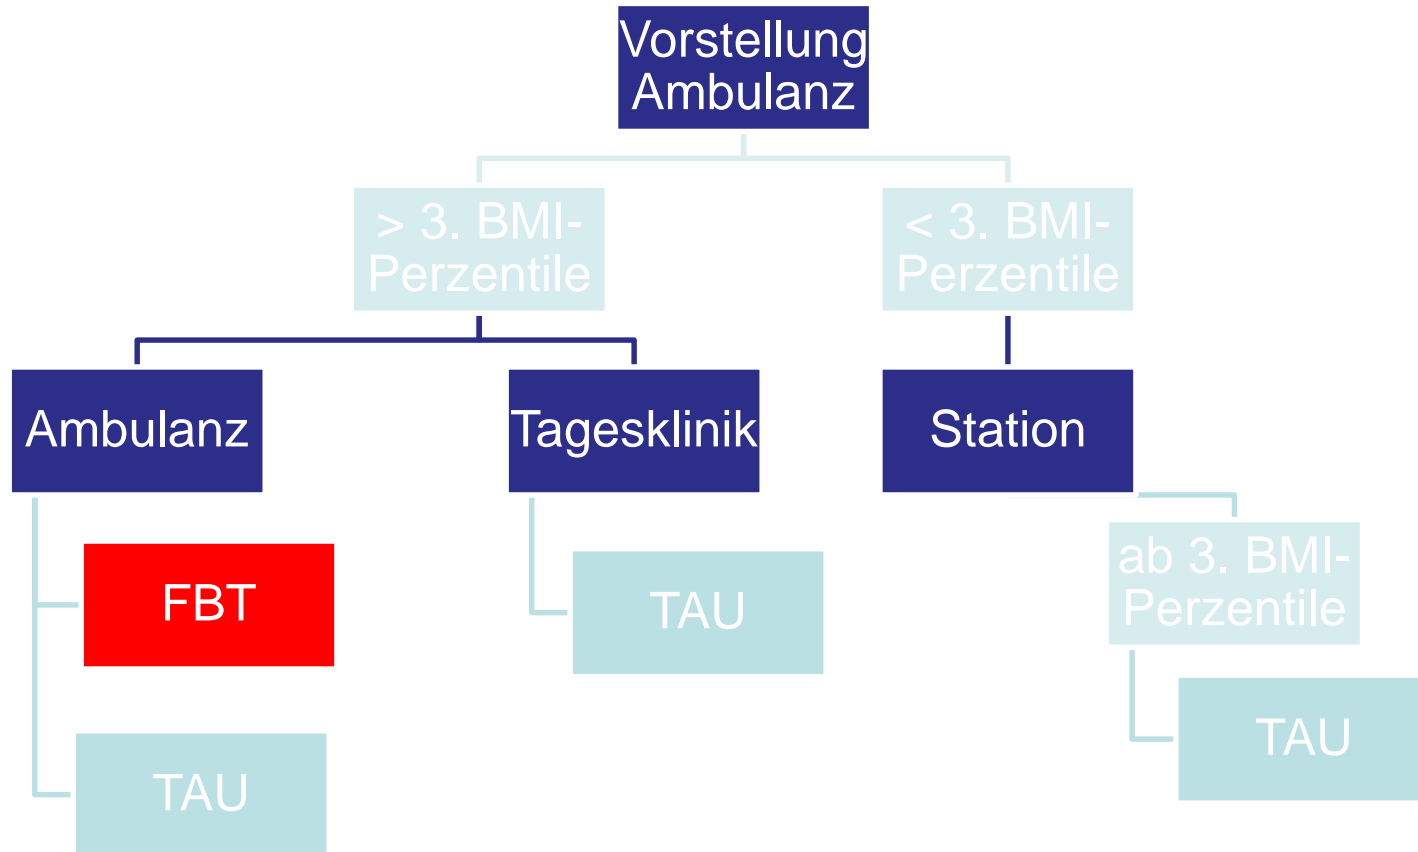 Vorstellung
Ambulanz
> 3. BMI-
Perzentile
< 3. BMI-
Perzentile
Ambulanz
Tagesklinik
Station
FBT
TAU
ab 3. BMI-
Perzentile
TAU
TAU